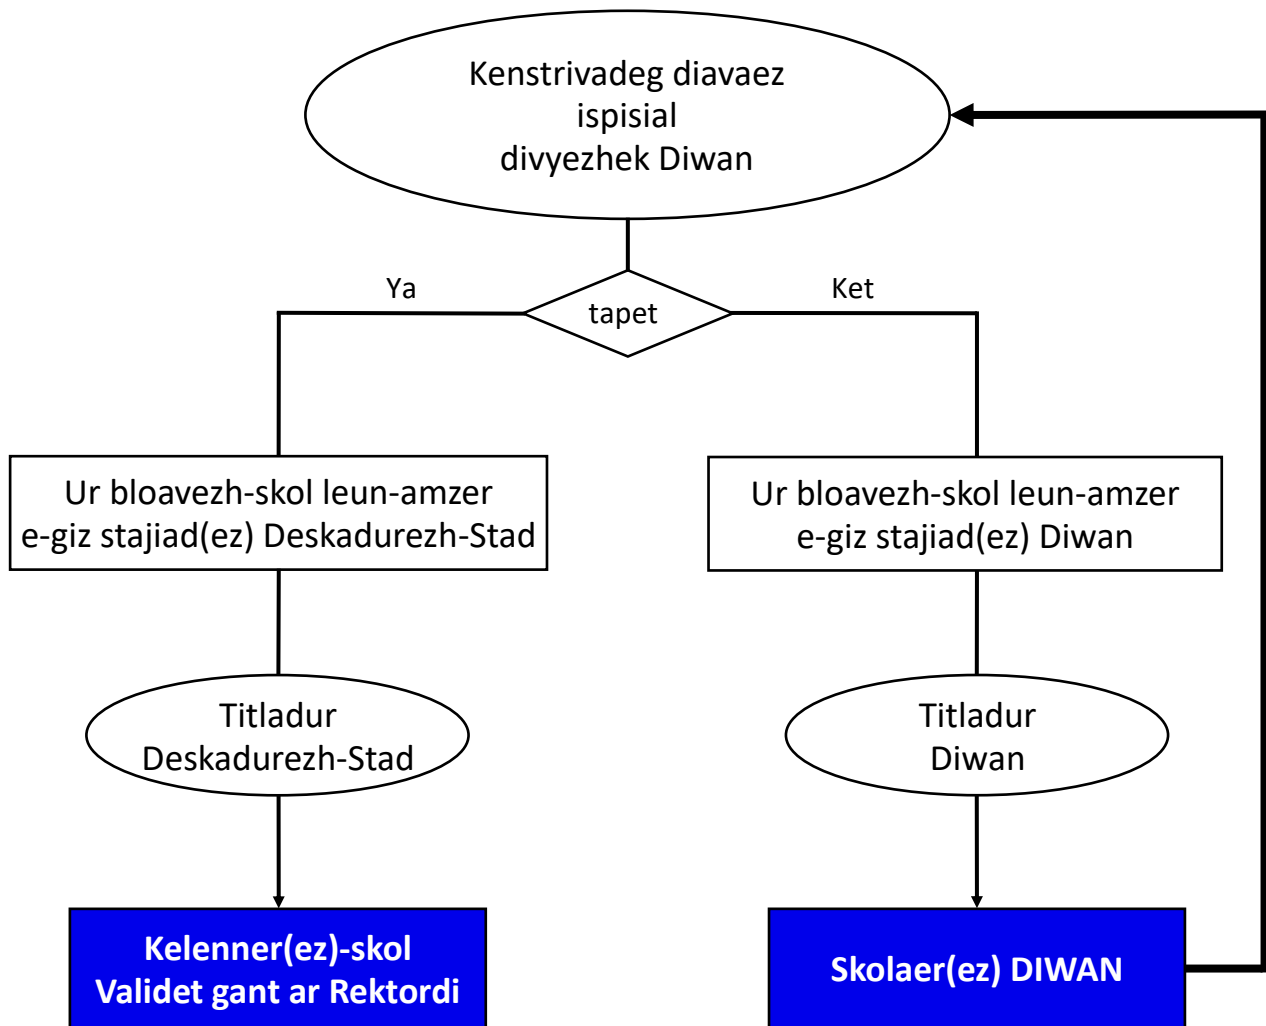 Kenstrivadeg diavaez
ispisial
divyezhek Diwan
Ya
tapet
Ket
Ur bloavezh-skol leun-amzer
e-giz stajiad(ez) Deskadurezh-Stad
Ur bloavezh-skol leun-amzer
e-giz stajiad(ez) Diwan
Titladur
Deskadurezh-Stad
Titladur
Diwan
Kelenner(ez)-skol
Validet gant ar Rektordi
Skolaer(ez) DIWAN